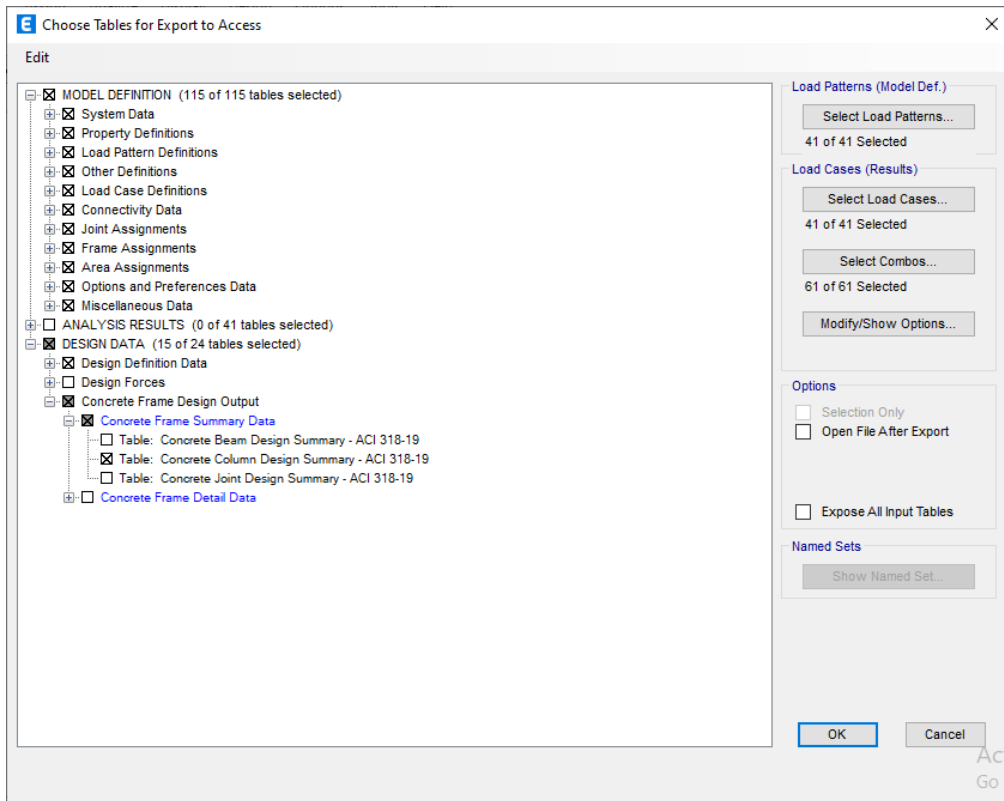 E Choose Tables for Export to Access
Edit
MODEL DEFINITION (115 of 115 tables selected)
System Data
Property Definitions
Load Pattern Definitions
Other Definitions
Load Case Definitions
Connectivity Data
Joint Assignments
Frame Assignments
Area Assignments
Options and Preferences Data
Miscellaneous Data
ANALYSIS RESULTS (0 of 41 tables selected)
DESIGN DATA (15 of 24 tables selected)
Design Definition Data
Design Forces
Concrete Frame Design Output
Concrete Frame Summary Data
Table: Concrete Beam Design Summary - ACI 318-19
Table: Concrete Column Design Summary - ACI 318-19
Table: Concrete Joint Design Summary - ACI 318-19
Concrete Frame Detail Data
Load Patterns (Model Def.)
Select Load Patterns...
41 of 41 Selected
Load Cases (Results)
Select Load Cases...
41 of 41 Selected
Select Combos...
61 of 61 Selected
Modify/Show Options...
Options
Selection Only
Open File After Export
Expose All Input Tables
Named Sets
Show Named Set...
OK
Cancel
Ac
Go